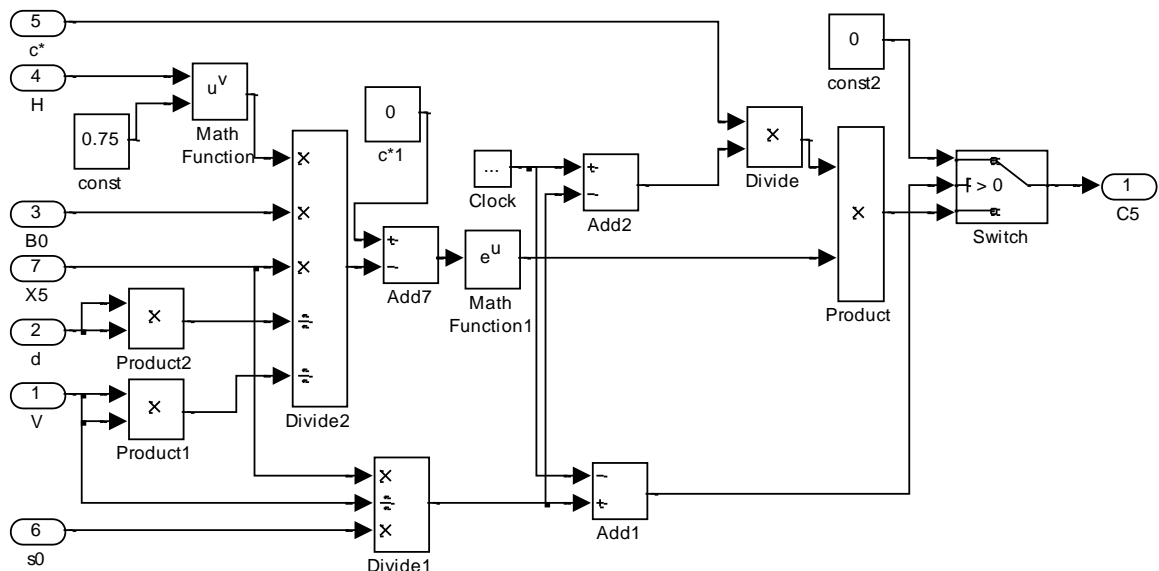 5
c*
4
H
0.75
const
u^v
Math
Function
0
c*1
3
B0
7
X5
2
d
1
V
×
Product2
×
Product1
×
×
×
÷
÷
Divide2
+
−
Add7
e^u
Math
Function1
...
Clock
+
−
Add2
×
Divide
0
const2
×
Product
> 0
Switch
1
C5
6
s0
×
÷
×
Divide1
−
+
Add1